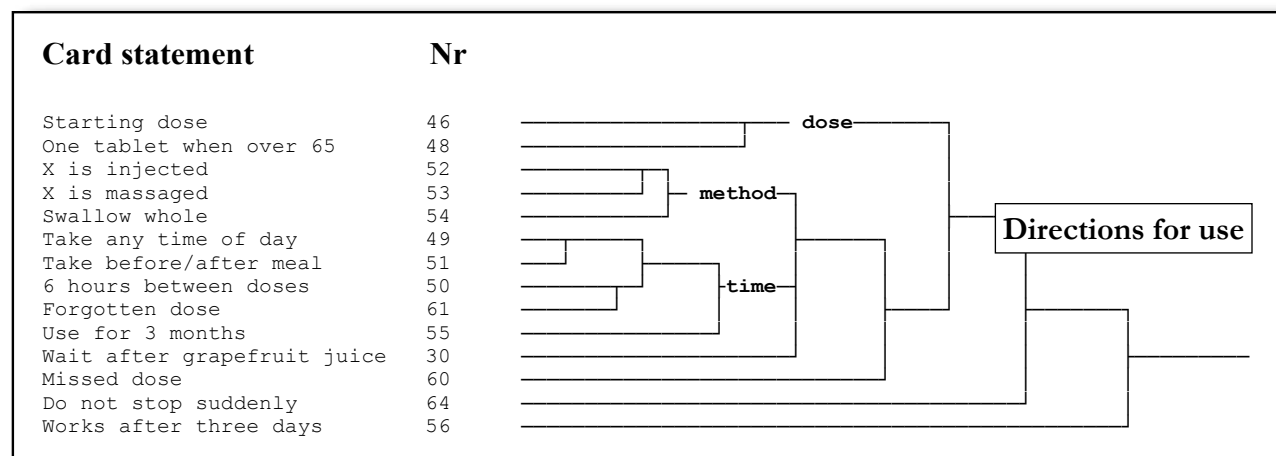 Card statement Nr
Starting dose 46 dose
One tablet when over 65 48
X is injected 52
X is massaged 53 method
Swallow whole 54
Directions for use
Take any time of day 49
Take before/after meal 51
6 hours between doses 50 time
Forgotten dose 61
Use for 3 months 55
Wait after grapefruit juice 30
Missed dose 60
Do not stop suddenly 64
Works after three days 56